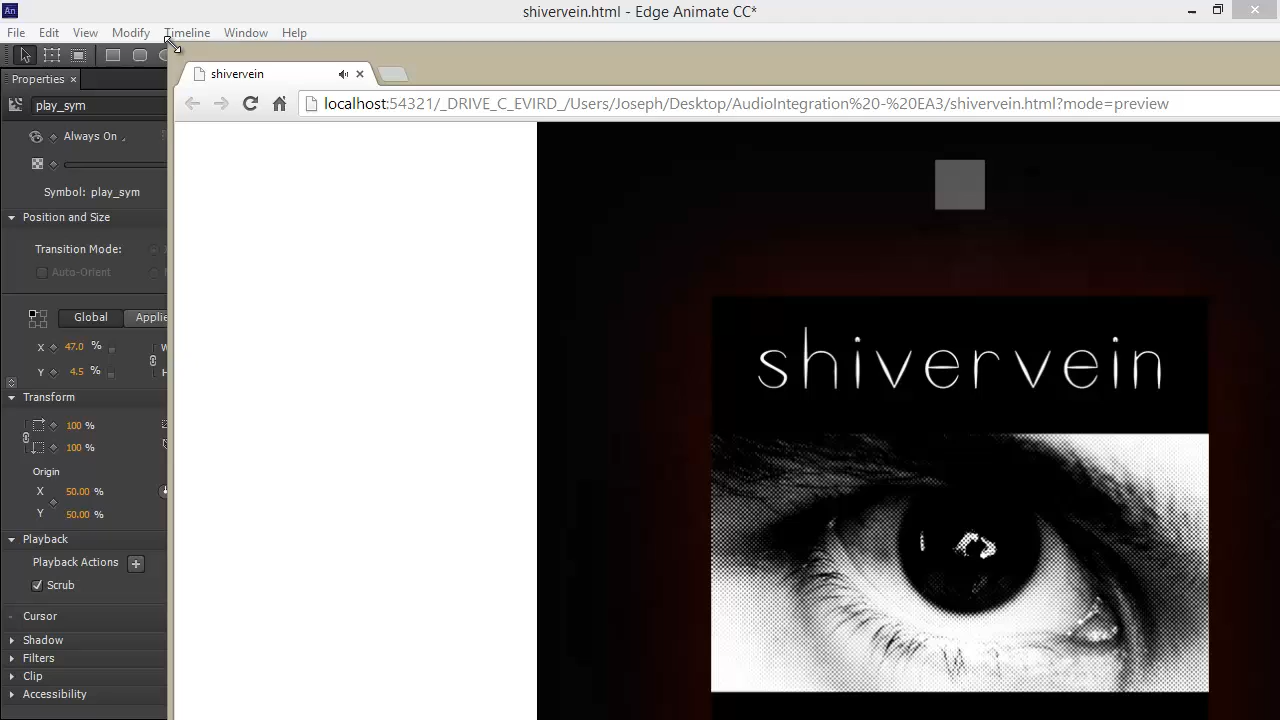 An
shivervein.html - Edge Animate CC*
File Edit View Modify Timeline Window Help
Properties ×
shivervein ×
play_sym
localhost:54321/_DRIVE_C_EVIRD_/Users/Joseph/Desktop/AudioIntegration%20-%20EA3/shivervein.html?mode=preview
Always On
Symbol: play_sym
Position and Size
Transition Mode:
Auto-Orient
Global Applie
X 47.0 %
Y 4.5 %
Transform
100 %
100 %
Origin
X 50.00 %
Y 50.00 %
Playback
Playback Actions +
Scrub
Cursor
Shadow
Filters
Clip
Accessibility
shivervein